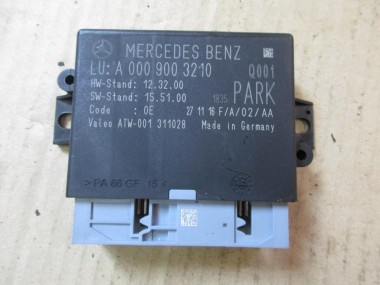 MERCEDES BENZ
LU: A 000 900 3210 Q001
HW-Stand: 12.32.00 1835 PARK
SW-Stand: 15.51.00
Code : 0E 27 11 16 F/A/02/AA
Valeo ATW-001 311028 Made in Germany
>PA 66 GF 15<